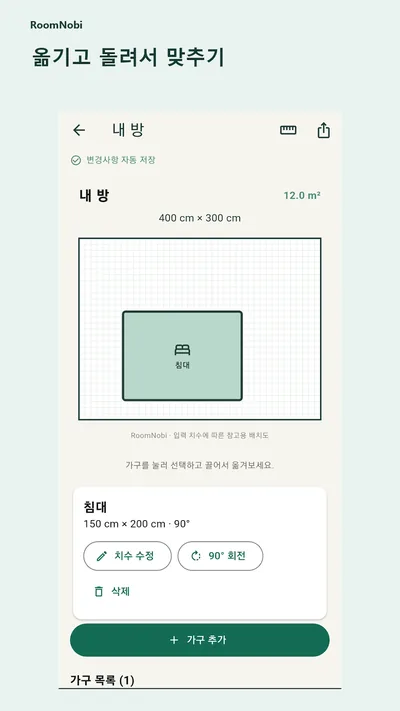 RoomNobi
옮기고 돌려서 맞추기
내 방
변경사항 자동 저장
내 방
12.0 m²
400 cm × 300 cm
침대
RoomNobi · 입력 치수에 따른 참고용 배치도
가구를 눌러 선택하고 끌어서 옮겨보세요.
침대
150 cm × 200 cm · 90°
치수 수정
90° 회전
삭제
+ 가구 추가
가구 목록 (1)